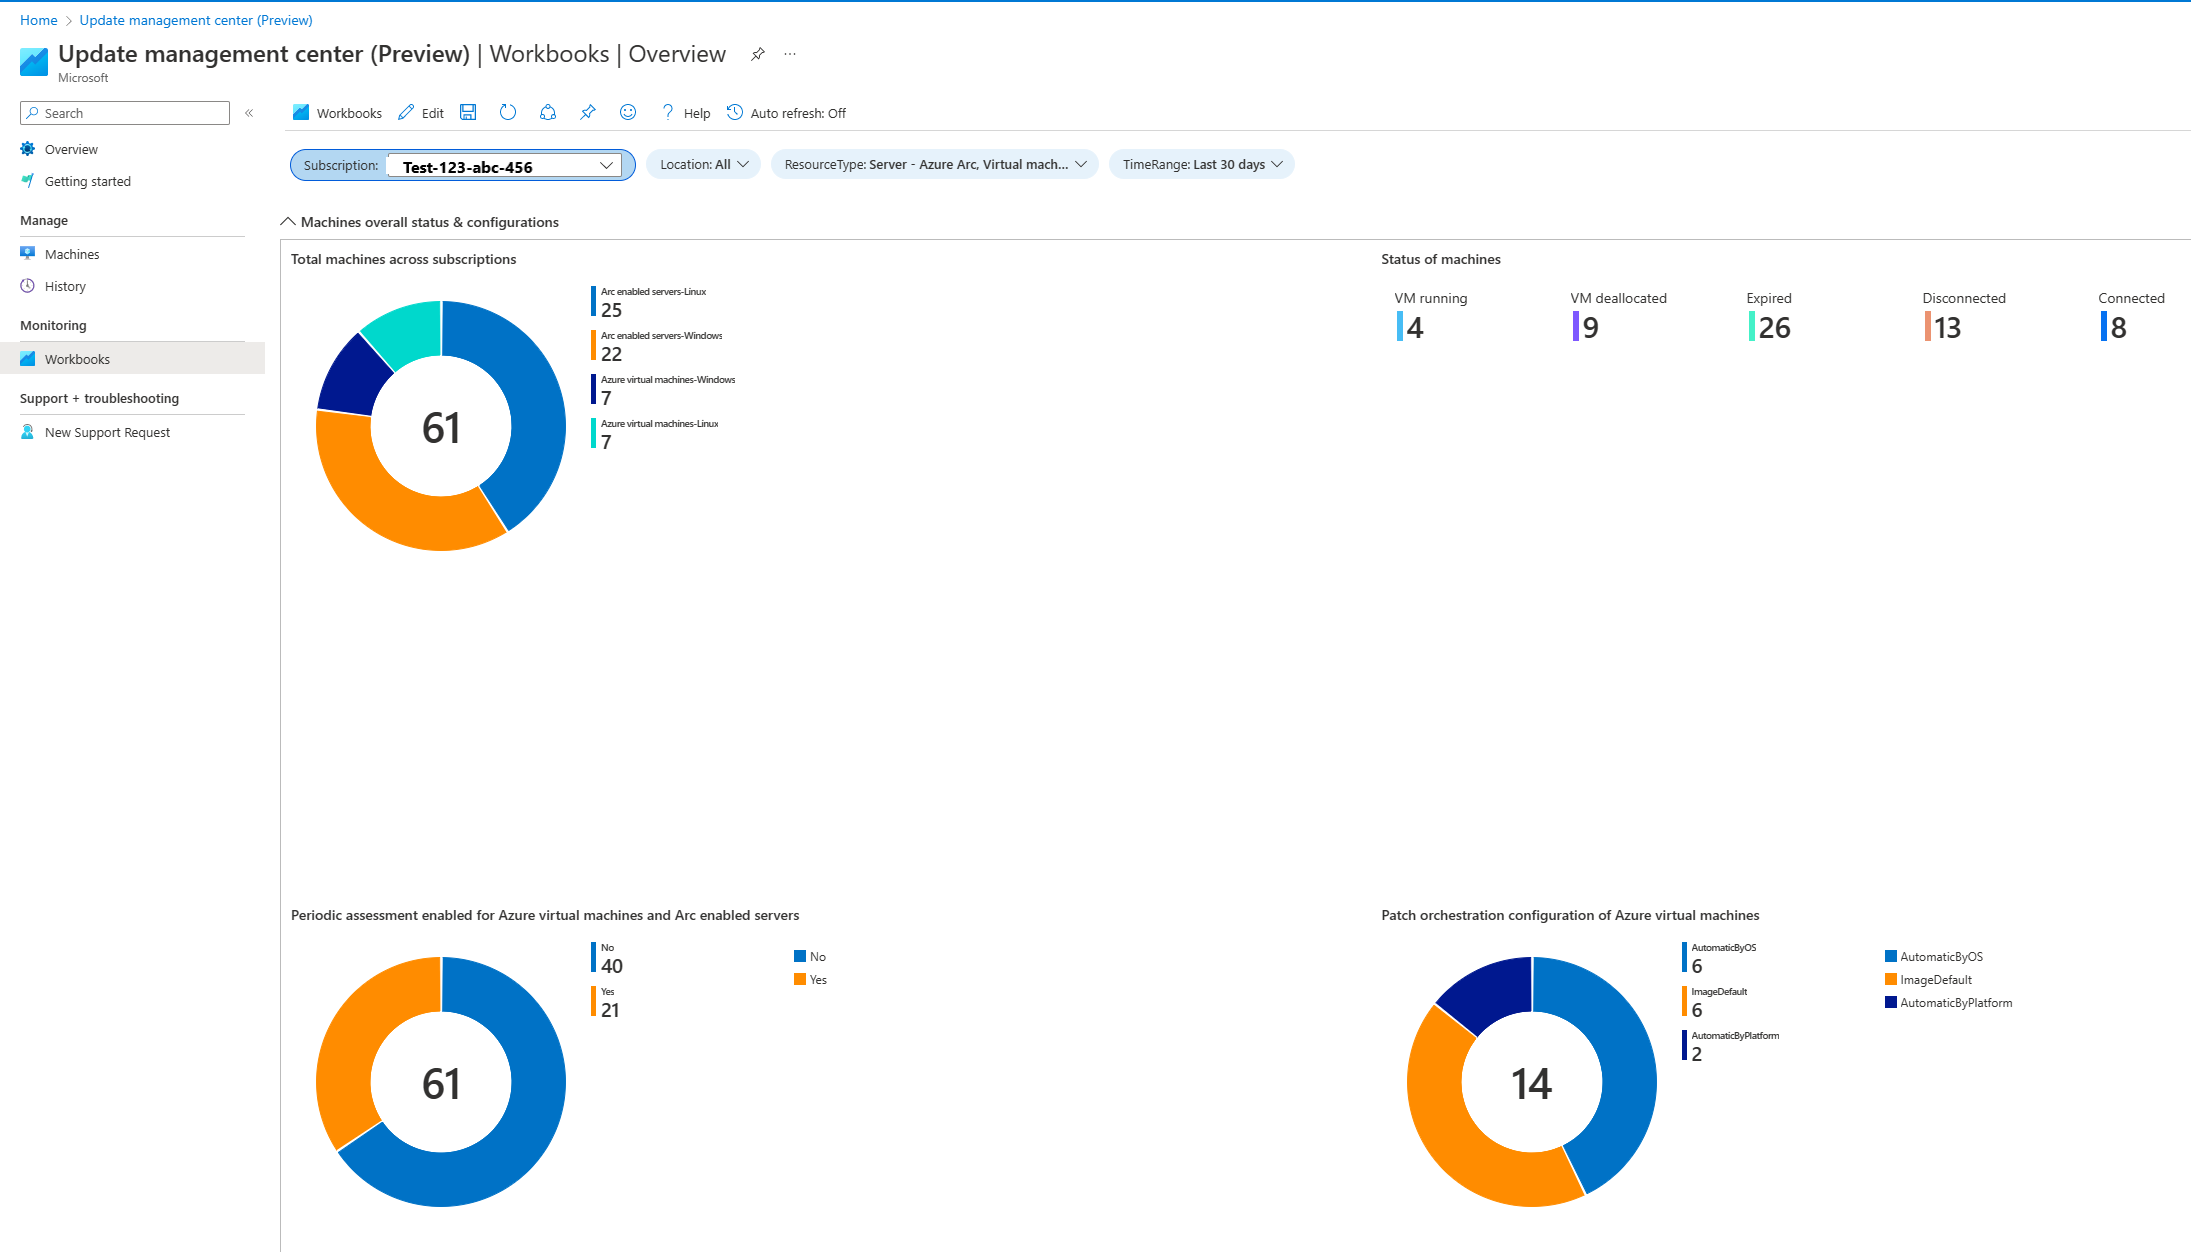 Home > Update management center (Preview)
Update management center (Preview) | Workbooks | Overview ...
Microsoft
Search «
Workbooks Edit Help Auto refresh: Off
Overview
Getting started
Manage
Machines
History
Monitoring
Workbooks
Support + troubleshooting
New Support Request
Subscription: Test-123-abc-456 Location: All ResourceType: Server - Azure Arc, Virtual mach... TimeRange: Last 30 days
Machines overall status & configurations
Total machines across subscriptions
61
Arc enabled servers-Linux
25
Arc enabled servers-Windows
22
Azure virtual machines-Windows
7
Azure virtual machines-Linux
7
Status of machines
VM running
4
VM deallocated
9
Expired
26
Disconnected
13
Connected
8
Periodic assessment enabled for Azure virtual machines and Arc enabled servers
61
No
40
Yes
21
No
Yes
Patch orchestration configuration of Azure virtual machines
14
AutomaticByOS
6
ImageDefault
6
AutomaticByPlatform
2
AutomaticByOS
ImageDefault
AutomaticByPlatform